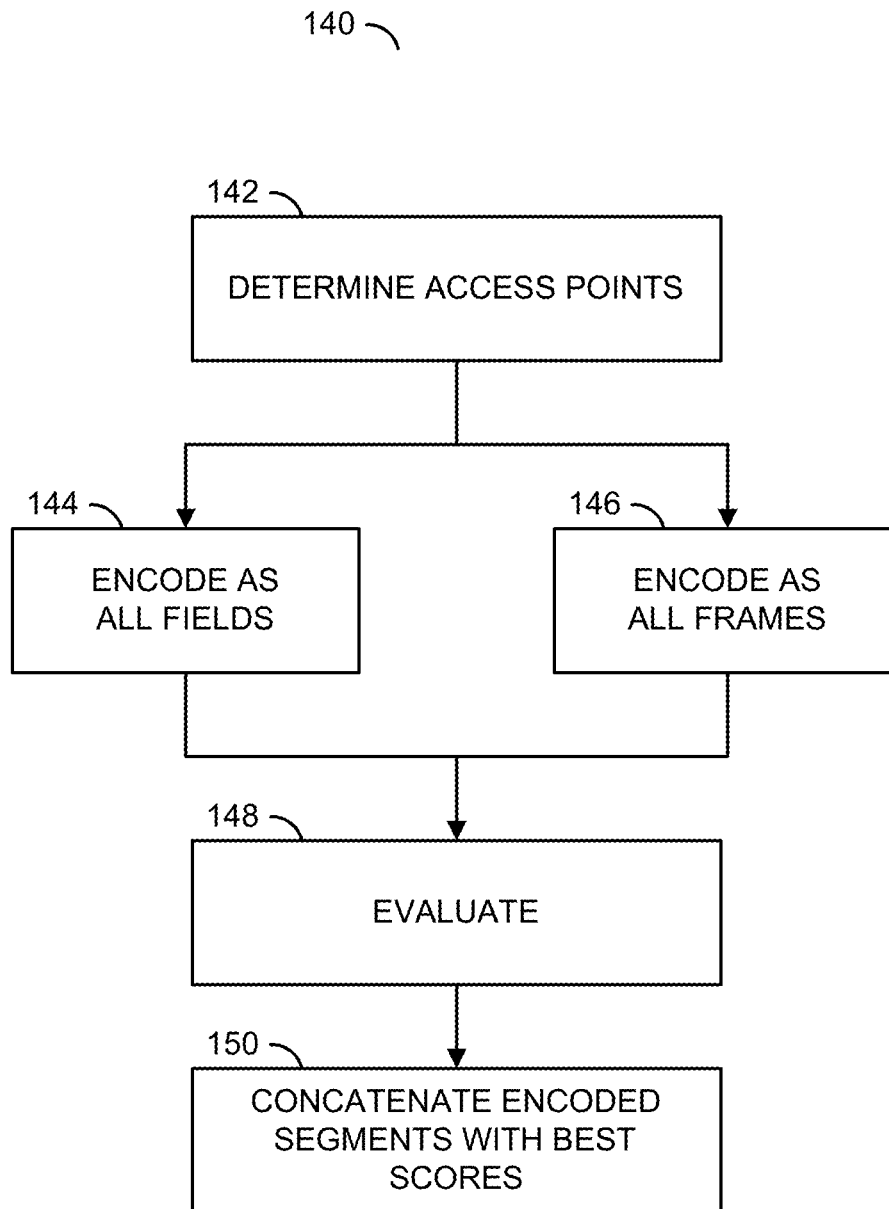 140
142
DETERMINE ACCESS POINTS
144
146
ENCODE AS
ALL FIELDS
ENCODE AS
ALL FRAMES
148
EVALUATE
150
CONCATENATE ENCODED
SEGMENTS WITH BEST
SCORES